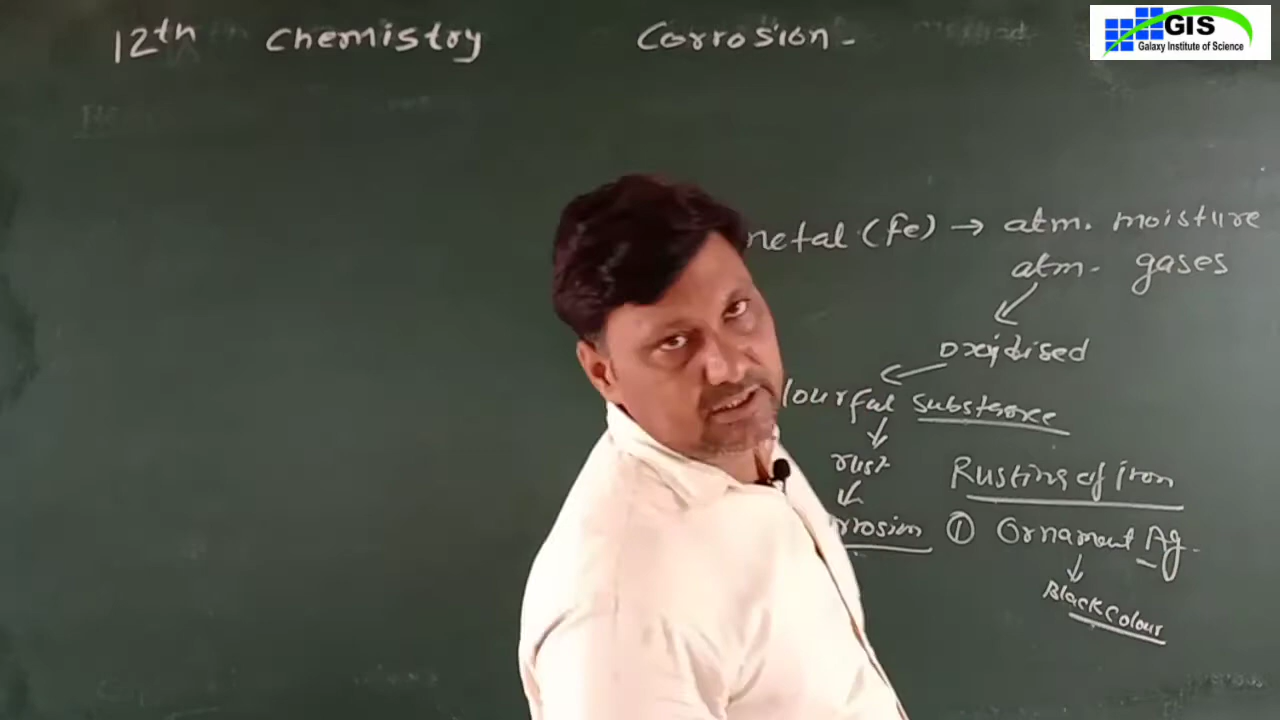 12th Chemistry Corrosion -
GIS
Galaxy Institute of Science
metal (Fe) → atm. moisture
atm. gases
oxidised
lourful substance
rust
Rusting of iron
rrosion ① Ornament Ag.
Black Colour